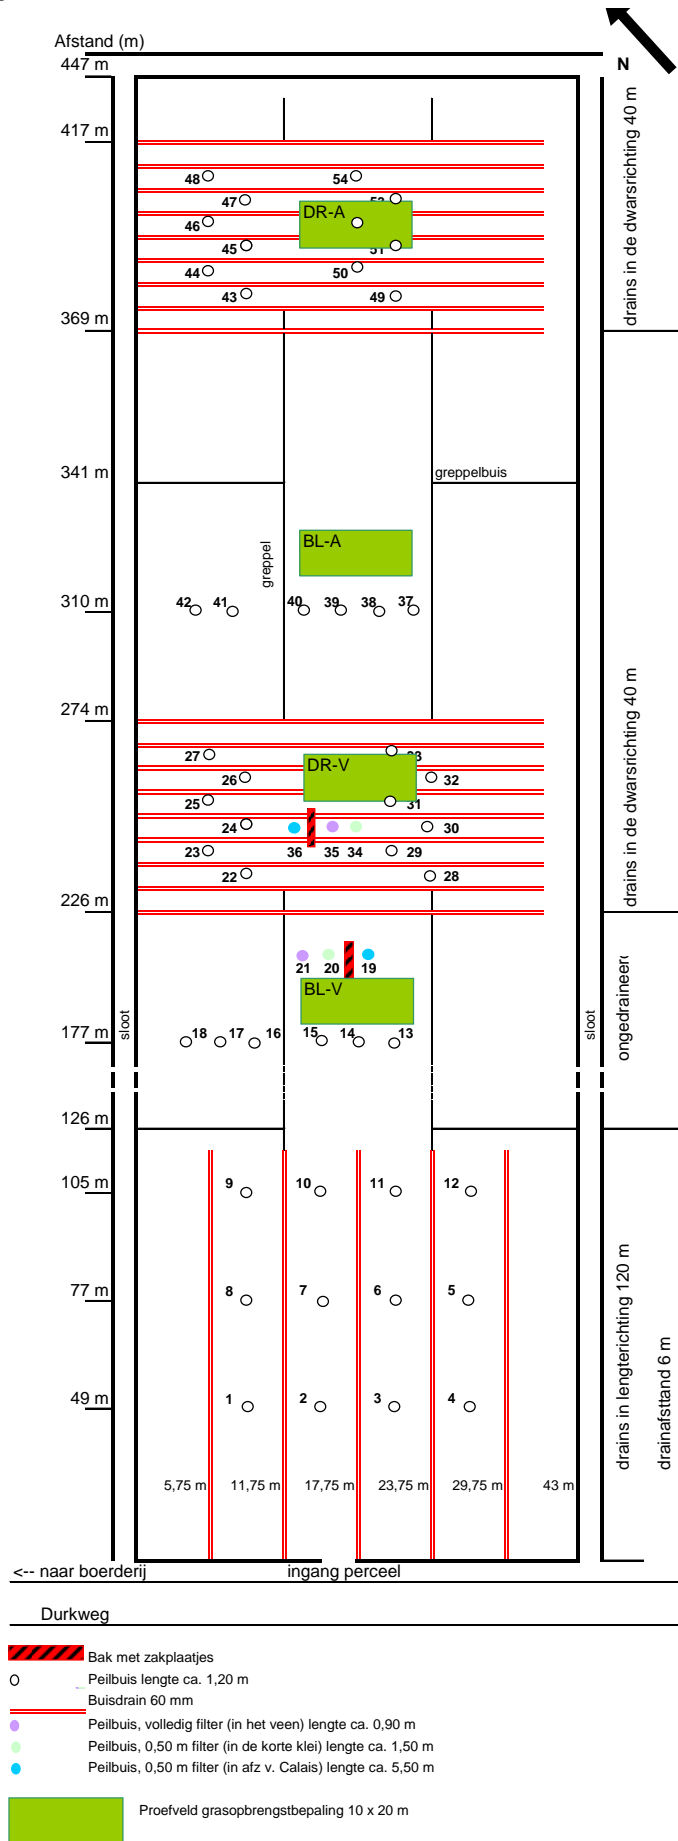 Afstand (m)
447 m
N
417 m
48 54
47 53
DR-A
46
45 51
44 50
43 49
369 m
drains in de dwarsrichting 40 m
341 m
greppelbuis
BL-A
greppel
42 41 40 39 38 37
310 m
274 m
27 33
DR-V
26 32
25 31
24 30
23 36 35 34 29
22 28
226 m
drains in de dwarsrichting 40 m
21 20 19
BL-V
18 17 16 15 14 13
177 m
sloot
sloot
126 m
9 10 11 12
105 m
8 7 6 5
77 m
1 2 3 4
49 m
drains in lengterichting 120 m
drainafsttand 6 m
5,75 m 11,75 m 17,75 m 23,75 m 29,75 m 43 m
<-- naar boerderij ingang perceel
Durkweg
Bak met zakplaatjes
Peilbuis lengte ca. 1,20 m
Buisdrain 60 mm
Peilbuis, volledig filter (in het veen) lengte ca. 0,90 m
Peilbuis, 0,50 m filter (in de korte klei) lengte ca. 1,50 m
Peilbuis, 0,50 m filter (in afz v. Calais) lengte ca. 5,50 m
Proefveld grasopbrengstbepaling 10 x 20 m